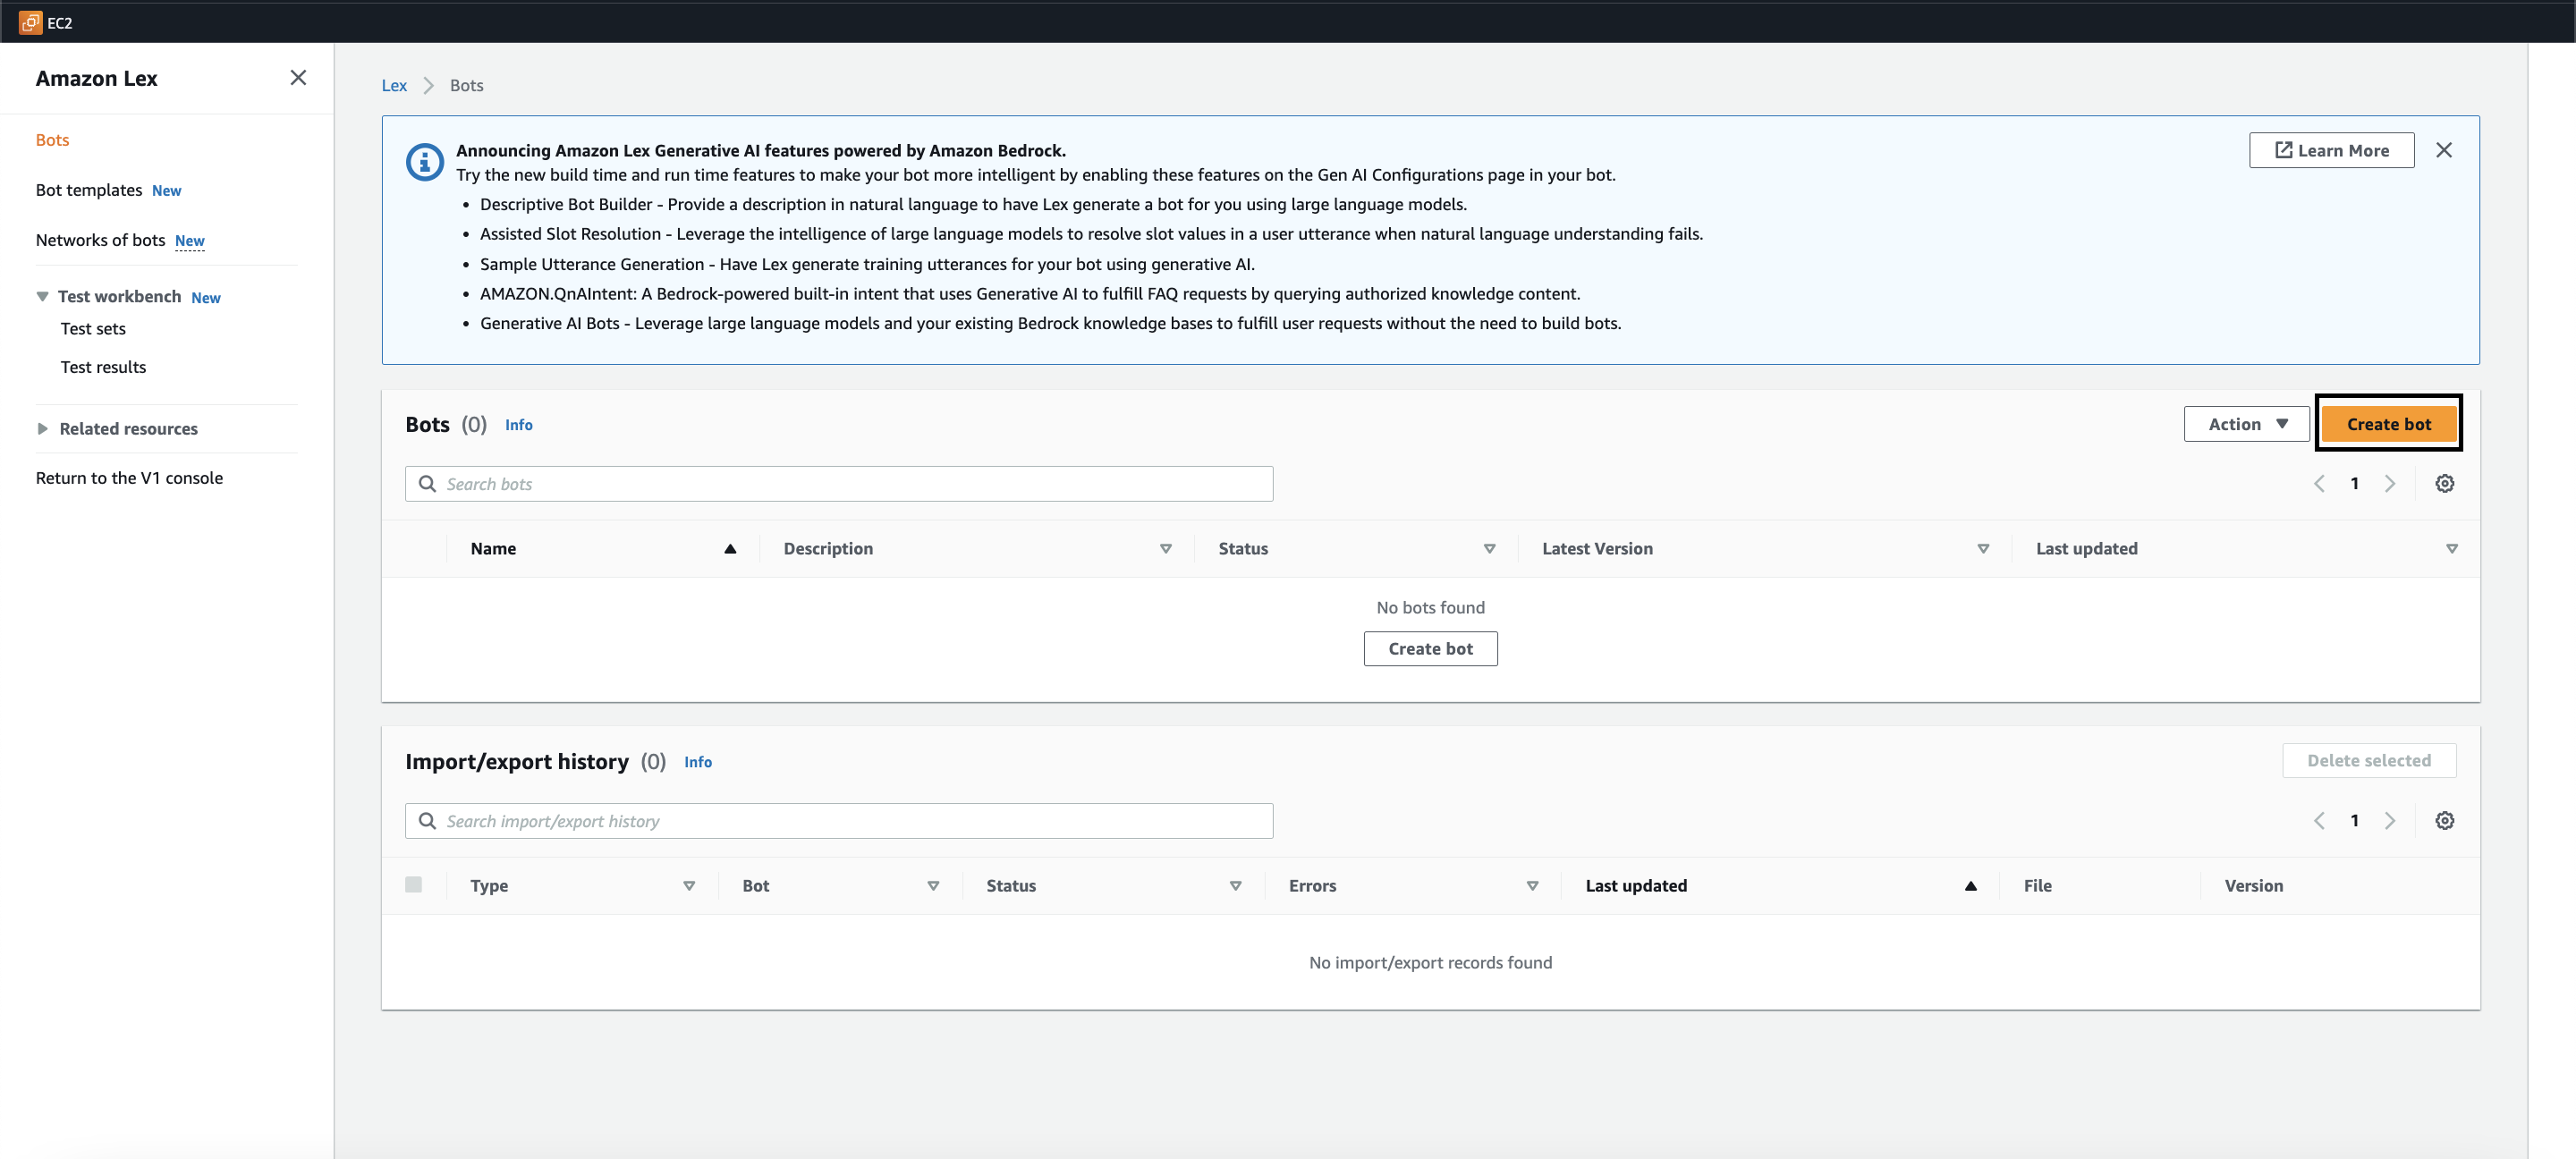 EC2
Amazon Lex
Bots
Bot templates New
Networks of bots New
Test workbench New
Test sets
Test results
Related resources
Return to the V1 console
Lex > Bots
Announcing Amazon Lex Generative AI features powered by Amazon Bedrock.
Learn More
Try the new build time and run time features to make your bot more intelligent by enabling these features on the Gen AI Configurations page in your bot.
• Descriptive Bot Builder - Provide a description in natural language to have Lex generate a bot for you using large language models.
• Assisted Slot Resolution - Leverage the intelligence of large language models to resolve slot values in a user utterance when natural language understanding fails.
• Sample Utterance Generation - Have Lex generate training utterances for your bot using generative AI.
• AMAZON.QnAIntent: A Bedrock-powered built-in intent that uses Generative AI to fulfill FAQ requests by querying authorized knowledge content.
• Generative AI Bots - Leverage large language models and your existing Bedrock knowledge bases to fulfill user requests without the need to build bots.
Bots (0) Info
Action
Create bot
Search bots
1
Name Description Status Latest Version Last updated
No bots found
Create bot
Import/export history (0) Info
Delete selected
Search import/export history
1
Type Bot Status Errors Last updated File Version
No import/export records found